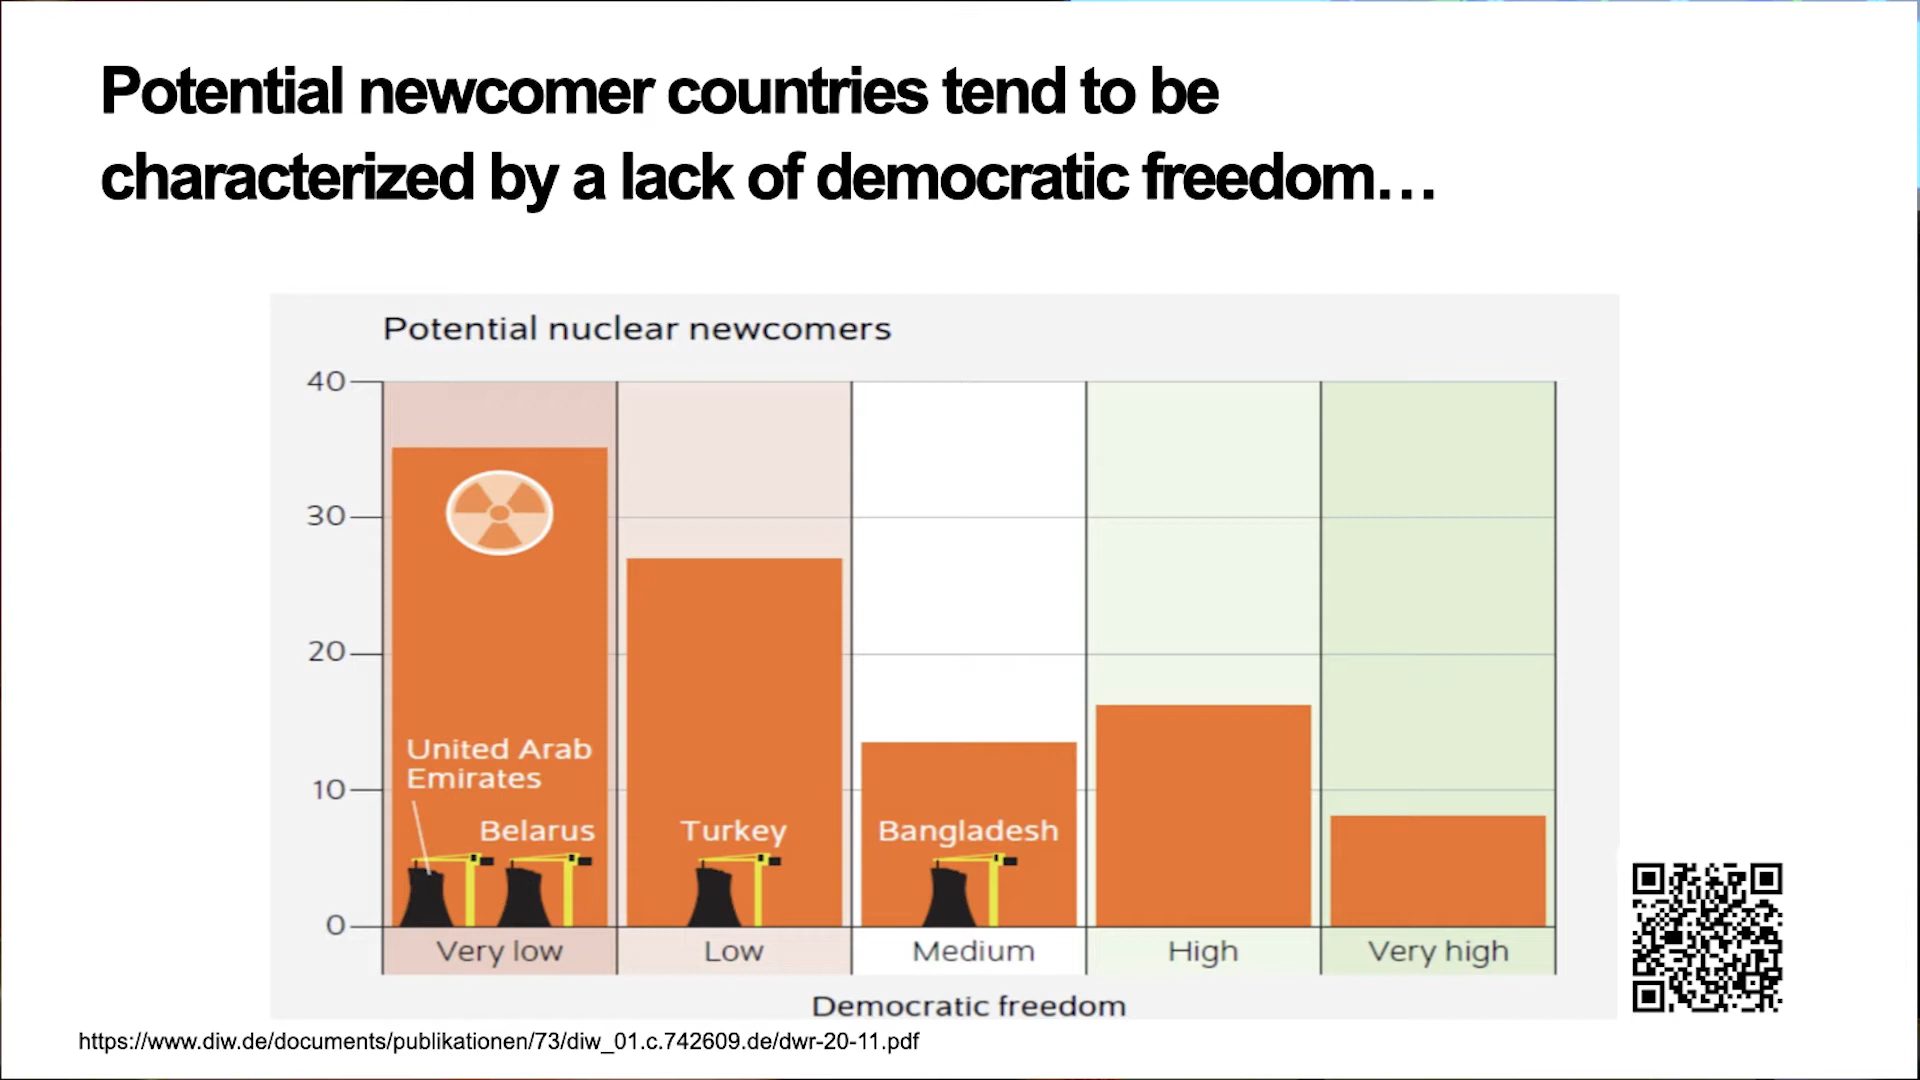 Potential newcomer countries tend to be
characterized by a lack of democratic freedom…
Potential nuclear newcomers
40
30
20
10
0
United Arab
Emirates
Belarus
Turkey
Bangladesh
Very low
Low
Medium
High
Very high
Democratic freedom
https://www.diw.de/documents/publikationen/73/diw_01.c.742609.de/dwr-20-11.pdf